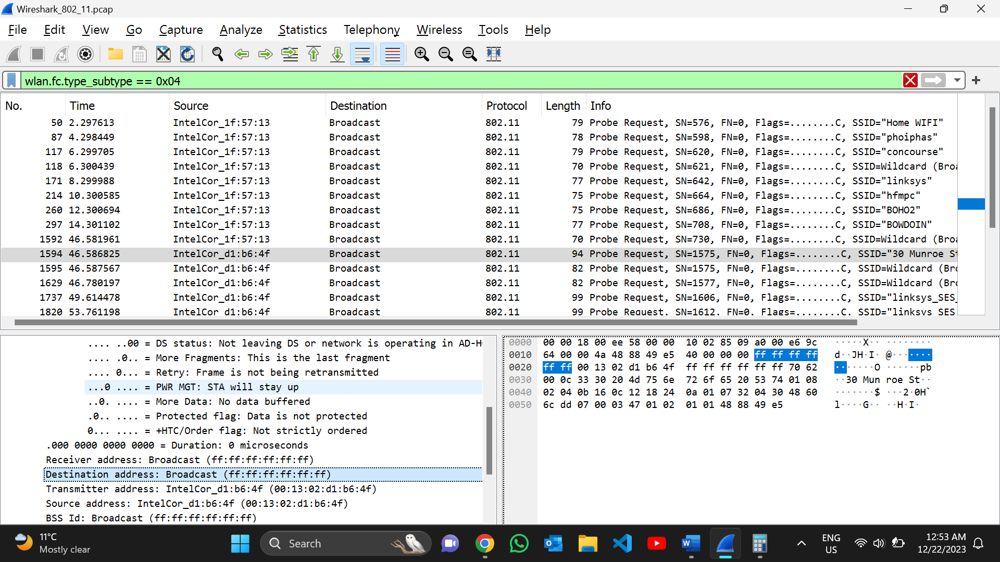 Wireshark_802_11.pcap
File Edit View Go Capture Analyze Statistics Telephony Wireless Tools Help
wlan.fc.type_subtype == 0x04
No. Time Source Destination Protocol Length Info
50 2.297613 IntelCor_1f:57:13 Broadcast 802.11 79 Probe Request, SN=576, FN=0, Flags=........C, SSID="Home WIFI"
87 4.298449 IntelCor_1f:57:13 Broadcast 802.11 78 Probe Request, SN=598, FN=0, Flags=........C, SSID="phoiphas"
117 6.299705 IntelCor_1f:57:13 Broadcast 802.11 79 Probe Request, SN=620, FN=0, Flags=........C, SSID="concourse"
118 6.300439 IntelCor_1f:57:13 Broadcast 802.11 70 Probe Request, SN=621, FN=0, Flags=........C, SSID=Wildcard (Broa
171 8.299988 IntelCor_1f:57:13 Broadcast 802.11 77 Probe Request, SN=642, FN=0, Flags=........C, SSID="linksys"
214 10.300585 IntelCor_1f:57:13 Broadcast 802.11 75 Probe Request, SN=664, FN=0, Flags=........C, SSID="hfmpc"
260 12.300694 IntelCor_1f:57:13 Broadcast 802.11 75 Probe Request, SN=686, FN=0, Flags=........C, SSID="BOHO2"
297 14.301102 IntelCor_1f:57:13 Broadcast 802.11 77 Probe Request, SN=708, FN=0, Flags=........C, SSID="BOWDOIN"
1592 46.581961 IntelCor_1f:57:13 Broadcast 802.11 70 Probe Request, SN=730, FN=0, Flags=........C, SSID=Wildcard (Broa
1594 46.586825 IntelCor_d1:b6:4f Broadcast 802.11 94 Probe Request, SN=1575, FN=0, Flags=........C, SSID="30 Munroe St
1595 46.587567 IntelCor_d1:b6:4f Broadcast 802.11 82 Probe Request, SN=1575, FN=0, Flags=........C, SSID=Wildcard (Bro
1629 46.780197 IntelCor_d1:b6:4f Broadcast 802.11 82 Probe Request, SN=1577, FN=0, Flags=........C, SSID=Wildcard (Bro
1737 49.614478 IntelCor_d1:b6:4f Broadcast 802.11 99 Probe Request, SN=1606, FN=0, Flags=........C, SSID="linksys_SES_
1820 53.761198 IntelCor_d1:b6:4f Broadcast 802.11 99 Probe Request, SN=1612, FN=0, Flags=........C, SSID="linksys_SES
.... ..00 = DS status: Not leaving DS or network is operating in AD-H
.... .0.. = More Fragments: This is the last fragment
.... 0... = Retry: Frame is not being retransmitted
...0 .... = PWR MGT: STA will stay up
..0. .... = More Data: No data buffered
.0.. .... = Protected flag: Data is not protected
0... .... = +HTC/Order flag: Not strictly ordered
.000 0000 0000 0000 = Duration: 0 microseconds
Receiver address: Broadcast (ff:ff:ff:ff:ff:ff)
Destination address: Broadcast (ff:ff:ff:ff:ff:ff)
Transmitter address: IntelCor_d1:b6:4f (00:13:02:d1:b6:4f)
Source address: IntelCor_d1:b6:4f (00:13:02:d1:b6:4f)
BSS Id: Broadcast (ff:ff:ff:ff:ff:ff)
0000 00 00 18 00 ee 58 00 00 10 02 85 09 a0 00 e6 9c ·····X·· ········
0010 64 00 00 4a 48 88 49 e5 40 00 00 00 ff ff ff ff d··JH·I· @·······
0020 ff ff 00 13 02 d1 b6 4f ff ff ff ff ff ff 70 62 ·······O ······pb
0030 00 0c 33 30 20 4d 75 6e 72 6f 65 20 53 74 01 08 ··30 Mun roe St··
0040 02 04 0b 16 0c 12 18 24 0a 01 07 32 04 30 48 60 ·······$ ···2·0H`
0050 6c dd 07 00 03 47 01 02 01 01 48 88 49 e5 l····G·· ··H·I·
11°C
Mostly clear
Search
ENG
US
12:53 AM
12/22/2023